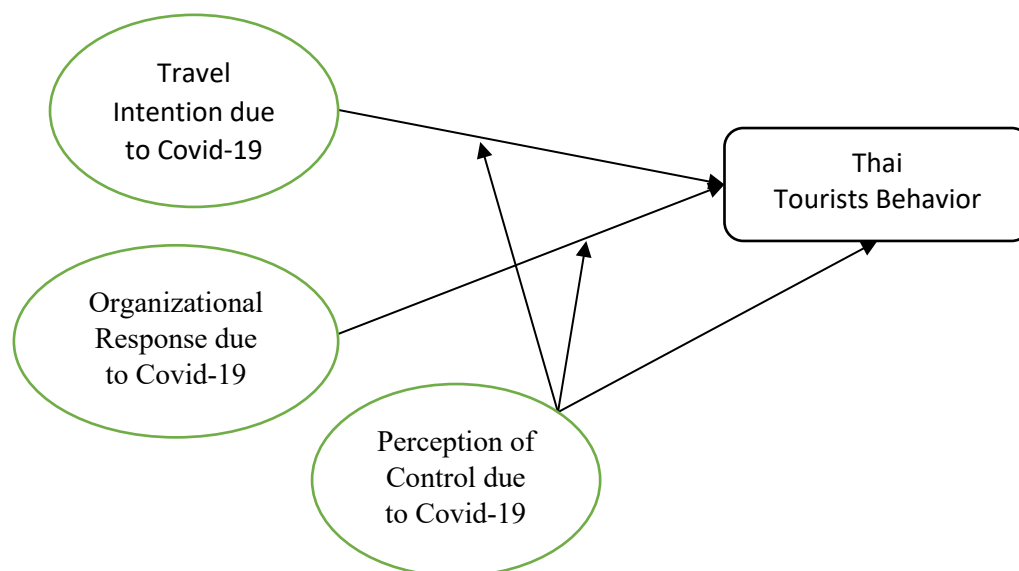 Travel
Intention due
to Covid-19
Thai
Tourists Behavior
Organizational
Response due
to Covid-19
Perception of
Control due
to Covid-19